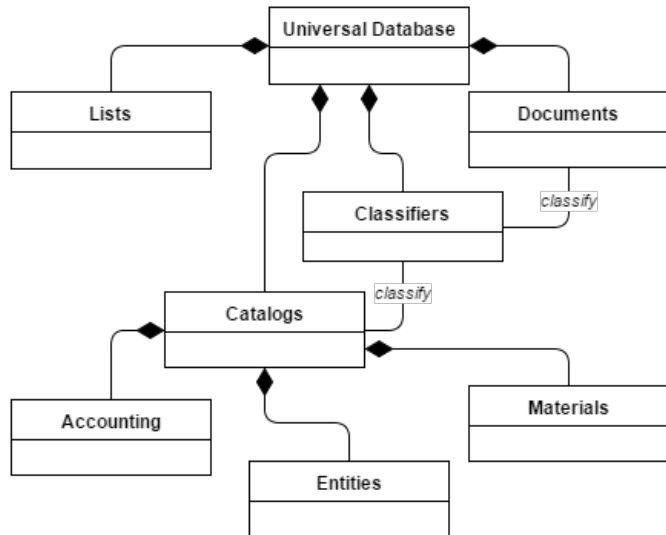 Universal Database
Lists
Documents
classify
Classifiers
classify
Catalogs
Accounting
Materials
Entities